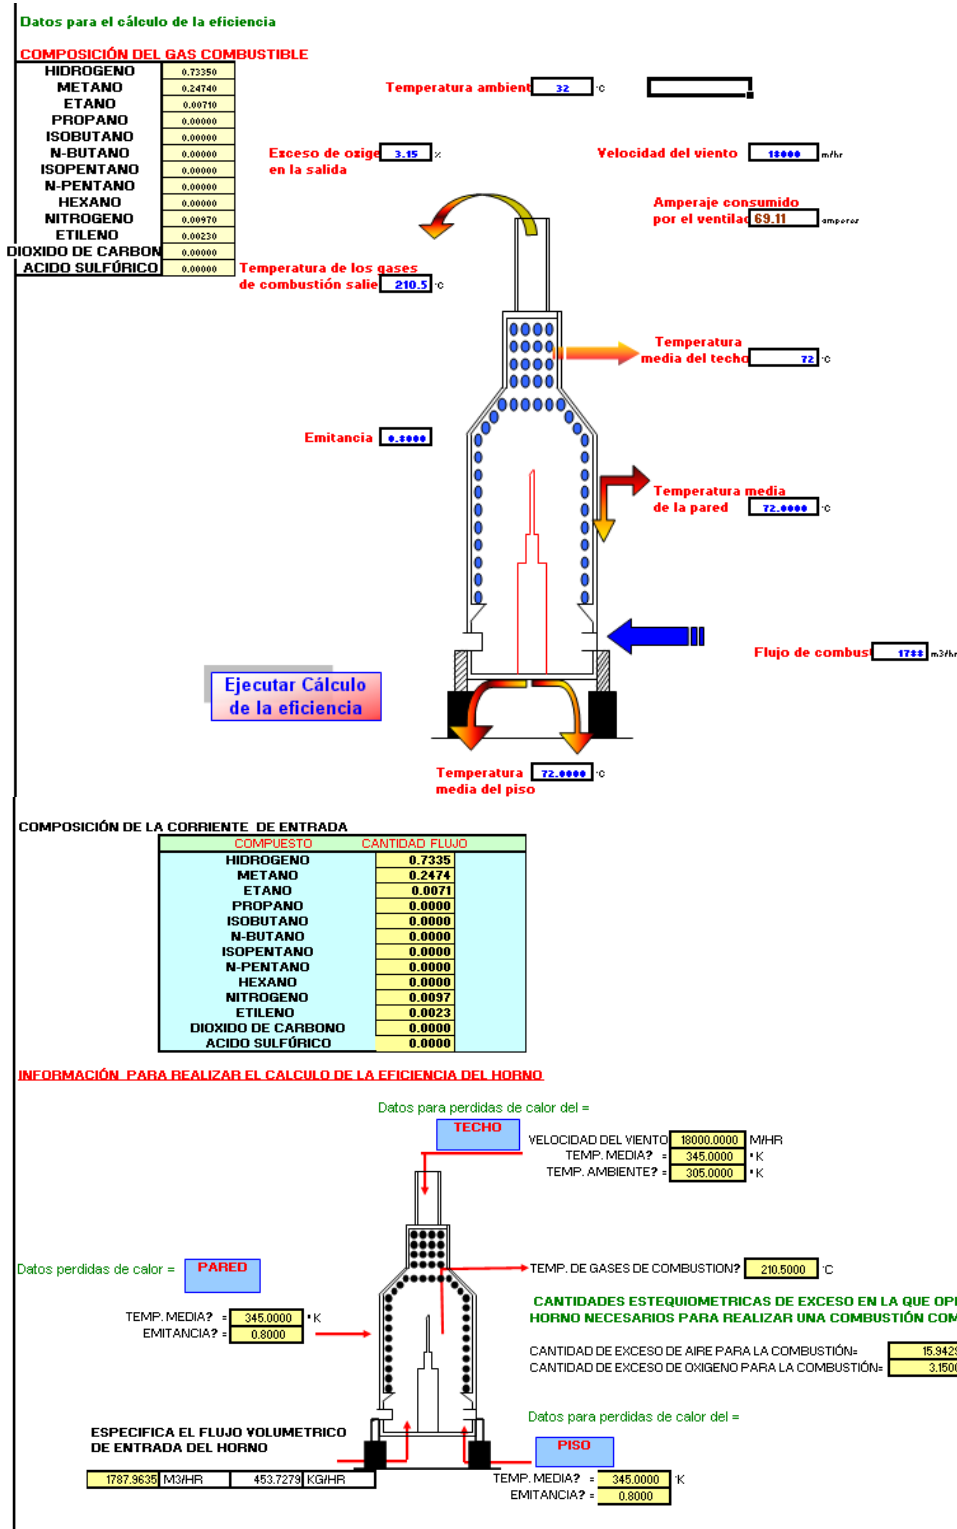 Datos para el cálculo de la eficiencia
COMPOSICIÓN DEL GAS COMBUSTIBLE
HIDROGENO 0.73350
METANO 0.24740
ETANO 0.00710
PROPANO 0.00000
ISOBUTANO 0.00000
N-BUTANO 0.00000
ISOPENTANO 0.00000
N-PENTANO 0.00000
HEXANO 0.00000
NITROGENO 0.00970
ETILENO 0.00230
DIOXIDO DE CARBON 0.00000
ACIDO SULFÚRICO 0.00000
Temperatura ambient 32 °C
Exceso de oxige 3.15 %
en la salida
Velocidad del viento 18000 m/hr
Amperaje consumido
por el ventilad 69.11 amperes
Temperatura de los gases
de combustión salie 210.5 °C
Temperatura
media del techo 72 °C
Emitancia 0.8000
Temperatura media
de la pared 72.0000 °C
Flujo de combust 1788 m3/hr
Ejecutar Cálculo
de la eficiencia
Temperatura 72.0000 °C
media del piso
COMPOSICIÓN DE LA CORRIENTE DE ENTRADA
COMPUESTO CANTIDAD FLUJO
HIDROGENO 0.7335
METANO 0.2474
ETANO 0.0071
PROPANO 0.0000
ISOBUTANO 0.0000
N-BUTANO 0.0000
ISOPENTANO 0.0000
N-PENTANO 0.0000
HEXANO 0.0000
NITROGENO 0.0097
ETILENO 0.0023
DIOXIDO DE CARBONO 0.0000
ACIDO SULFÚRICO 0.0000
INFORMACIÓN PARA REALIZAR EL CALCULO DE LA EFICIENCIA DEL HORNO
Datos para perdidas de calor del =
TECHO
VELOCIDAD DEL VIENTO 18000.0000 M/HR
TEMP. MEDIA? = 345.0000 °K
TEMP. AMBIENTE? = 305.0000 °K
Datos perdidas de calor = PARED
TEMP. DE GASES DE COMBUSTION? 210.5000 °C
TEMP. MEDIA? = 345.0000 °K
EMITANCIA? = 0.8000
CANTIDADES ESTEQUIOMETRICAS DE EXCESO EN LA QUE OPE
HORNO NECESARIOS PARA REALIZAR UNA COMBUSTIÓN COM
CANTIDAD DE EXCESO DE AIRE PARA LA COMBUSTIÓN= 15.9429
CANTIDAD DE EXCESO DE OXIGENO PARA LA COMBUSTIÓN= 3.1500
Datos para perdidas de calor del =
PISO
ESPECIFICA EL FLUJO VOLUMETRICO
DE ENTRADA DEL HORNO
1787.9635 M3/HR 453.7279 KG/HR
TEMP. MEDIA? = 345.0000 °K
EMITANCIA? = 0.8000